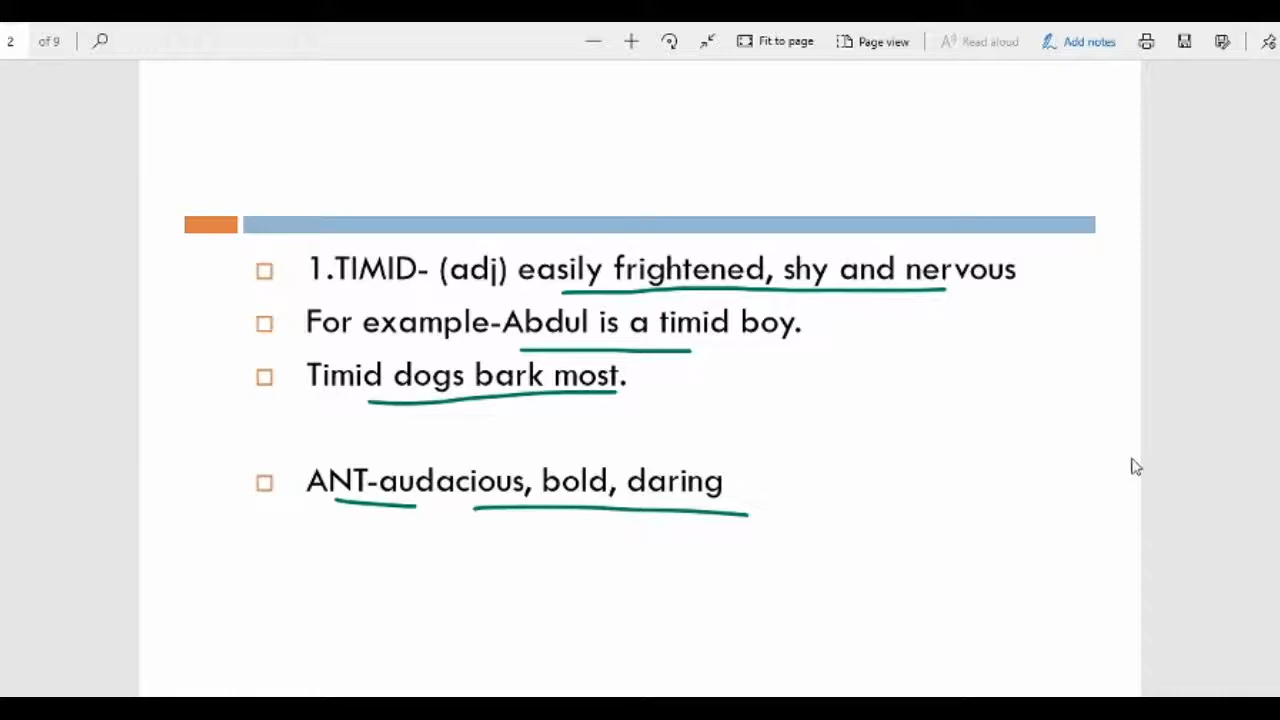 2 of 9 Fit to page Page view Read aloud Add notes
1.TIMID- (adj) easily frightened, shy and nervous
For example-Abdul is a timid boy.
Timid dogs bark most.
ANT-audacious, bold, daring